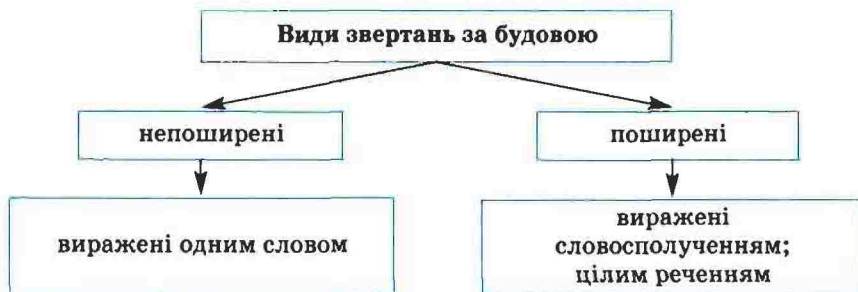 Види звертань за будовою
непоширені
поширені
виражені одним словом
виражені
словосполученням;
цілим реченням